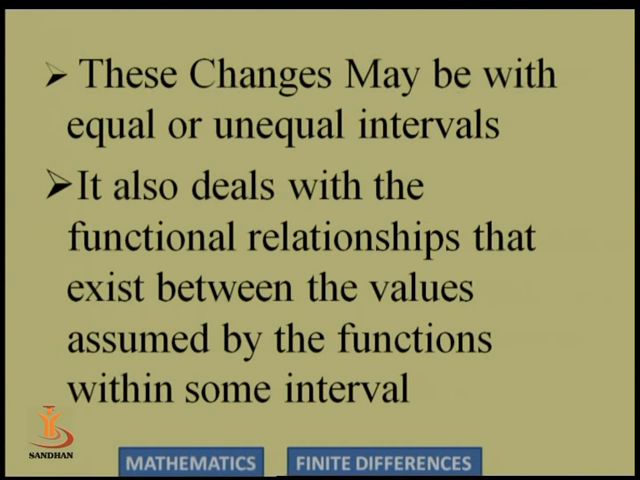 These Changes May be with
equal or unequal intervals
It also deals with the
functional relationships that
exist between the values
assumed by the functions
within some interval
SANDHAN
MATHEMATICS
FINITE DIFFERENCES